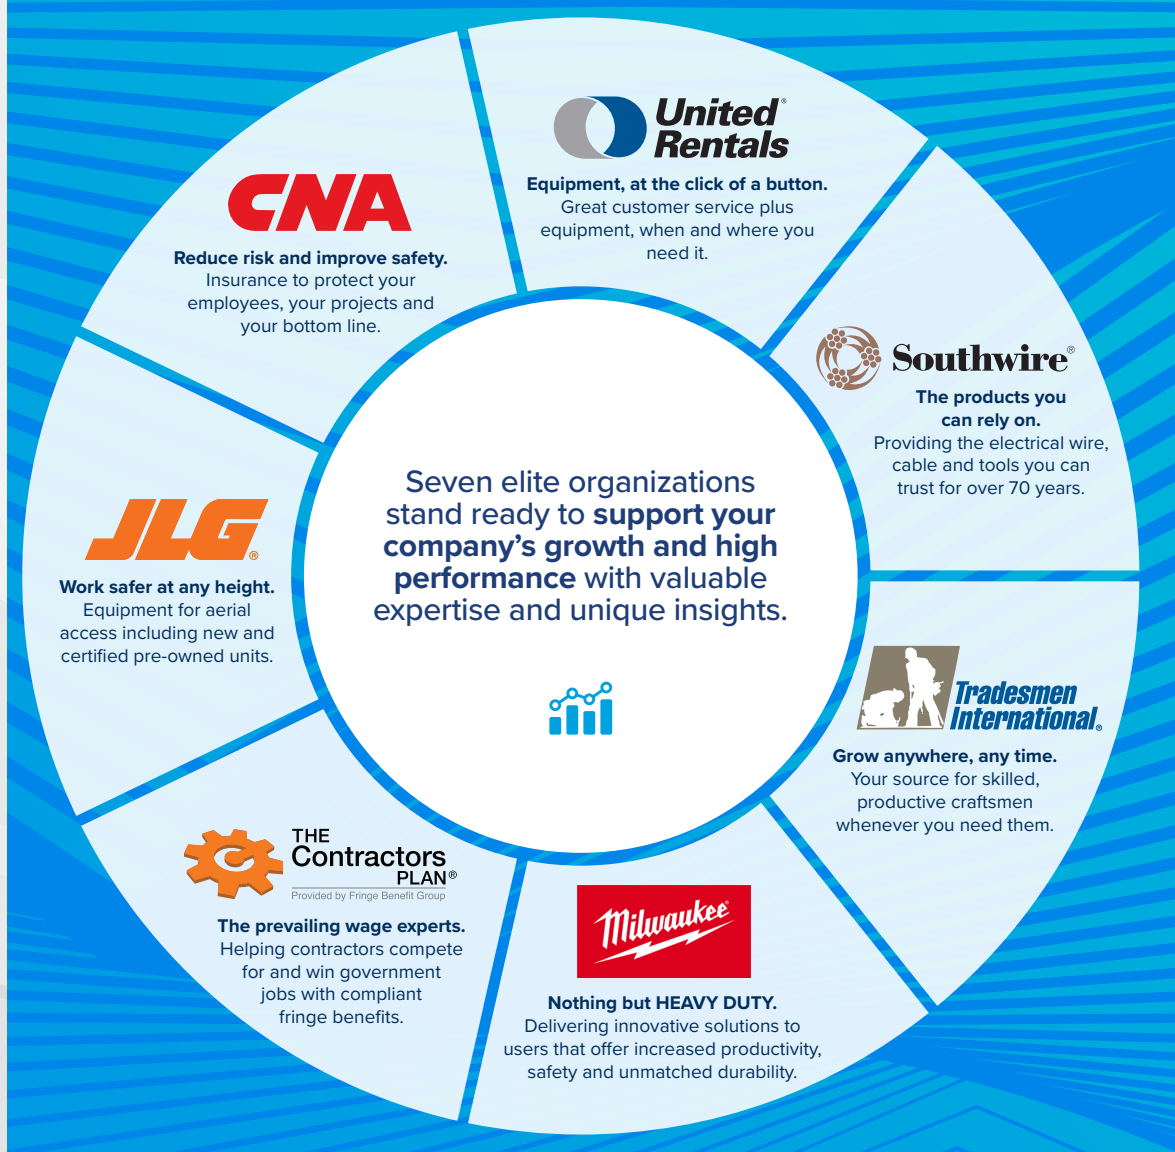 United®
Rentals
Equipment, at the click of a button.
Great customer service plus
equipment, when and where you
need it.
Southwire®
The products you
can rely on.
Providing the electrical wire,
cable and tools you can
trust for over 70 years.
Tradesmen
International®
Grow anywhere, any time.
Your source for skilled,
productive craftsmen
whenever you need them.
Milwaukee®
Nothing but HEAVY DUTY.
Delivering innovative solutions to
users that offer increased productivity,
safety and unmatched durability.
THE
Contractors
PLAN®
Provided by Fringe Benefit Group
The prevailing wage experts.
Helping contractors compete
for and win government
jobs with compliant
fringe benefits.
JLG®
Work safer at any height.
Equipment for aerial
access including new and
certified pre-owned units.
CNA
Reduce risk and improve safety.
Insurance to protect your
employees, your projects and
your bottom line.
Seven elite organizations
stand ready to support your
company’s growth and high
performance with valuable
expertise and unique insights.